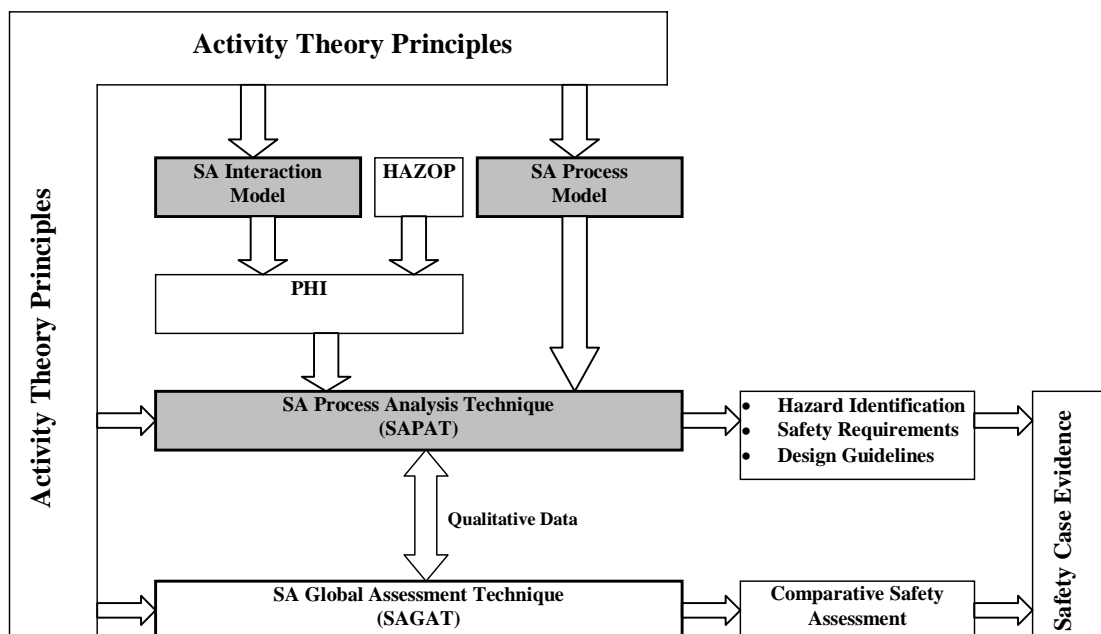 Activity Theory Principles
Activity Theory Principles
SA Interaction
Model
HAZOP
SA Process
Model
PHI
SA Process Analysis Technique
(SAPAT)
• Hazard Identification
• Safety Requirements
• Design Guidelines
Qualitative Data
SA Global Assessment Technique
(SAGAT)
Comparative Safety
Assessment
Safety Case Evidence